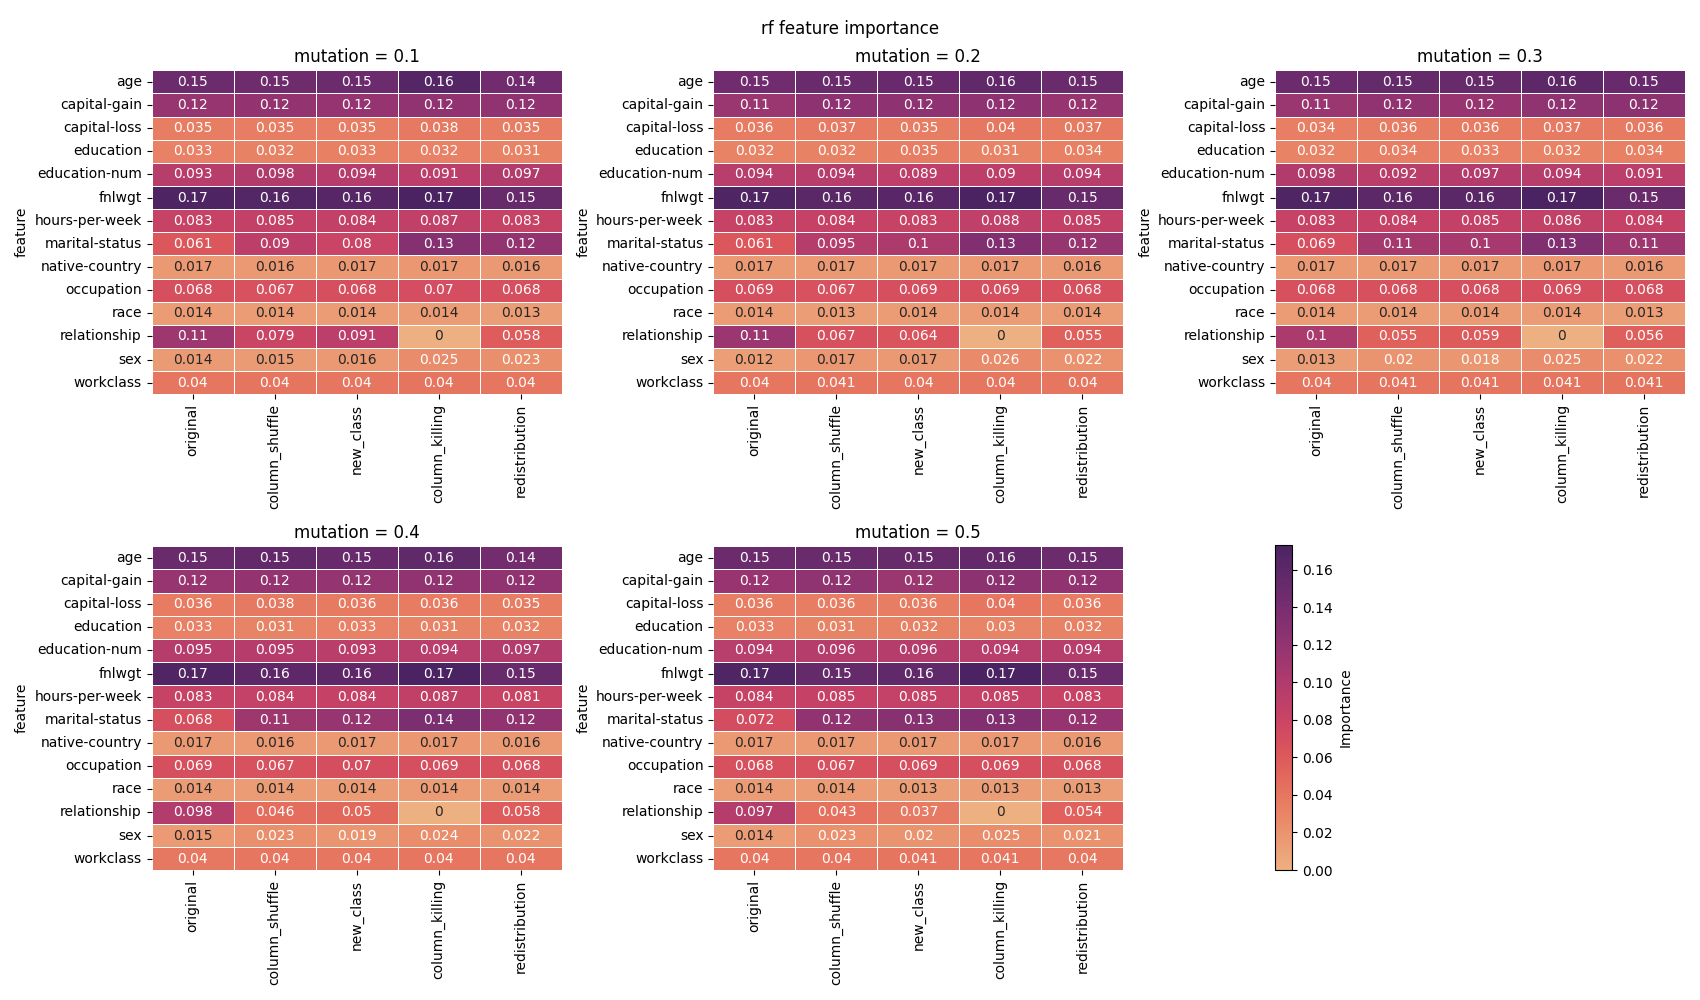 rf feature importance
mutation = 0.1
feature
age 0.15 0.15 0.15 0.16 0.14
capital-gain 0.12 0.12 0.12 0.12 0.12
capital-loss 0.035 0.035 0.035 0.038 0.035
education 0.033 0.032 0.033 0.032 0.031
education-num 0.093 0.098 0.094 0.091 0.097
fnlwgt 0.17 0.16 0.16 0.17 0.15
hours-per-week 0.083 0.085 0.084 0.087 0.083
marital-status 0.061 0.09 0.08 0.13 0.12
native-country 0.017 0.016 0.017 0.017 0.016
occupation 0.068 0.067 0.068 0.07 0.068
race 0.014 0.014 0.014 0.014 0.013
relationship 0.11 0.079 0.091 0 0.058
sex 0.014 0.015 0.016 0.025 0.023
workclass 0.04 0.04 0.04 0.04 0.04
original column_shuffle new_class column_killing redistribution
mutation = 0.2
feature
age 0.15 0.15 0.15 0.16 0.15
capital-gain 0.11 0.12 0.12 0.12 0.12
capital-loss 0.036 0.037 0.035 0.04 0.037
education 0.032 0.032 0.035 0.031 0.034
education-num 0.094 0.094 0.089 0.09 0.094
fnlwgt 0.17 0.16 0.16 0.17 0.15
hours-per-week 0.083 0.084 0.083 0.088 0.085
marital-status 0.061 0.095 0.1 0.13 0.12
native-country 0.017 0.017 0.017 0.017 0.016
occupation 0.069 0.067 0.069 0.069 0.068
race 0.014 0.013 0.014 0.014 0.014
relationship 0.11 0.067 0.064 0 0.055
sex 0.012 0.017 0.017 0.026 0.022
workclass 0.04 0.041 0.04 0.04 0.04
original column_shuffle new_class column_killing redistribution
mutation = 0.3
feature
age 0.15 0.15 0.15 0.16 0.15
capital-gain 0.11 0.12 0.12 0.12 0.12
capital-loss 0.034 0.036 0.036 0.037 0.036
education 0.032 0.034 0.033 0.032 0.034
education-num 0.098 0.092 0.097 0.094 0.091
fnlwgt 0.17 0.16 0.16 0.17 0.15
hours-per-week 0.083 0.084 0.085 0.086 0.084
marital-status 0.069 0.11 0.1 0.13 0.11
native-country 0.017 0.017 0.017 0.017 0.016
occupation 0.068 0.068 0.068 0.069 0.068
race 0.014 0.014 0.014 0.014 0.013
relationship 0.1 0.055 0.059 0 0.056
sex 0.013 0.02 0.018 0.025 0.022
workclass 0.04 0.041 0.041 0.041 0.041
original column_shuffle new_class column_killing redistribution
mutation = 0.4
feature
age 0.15 0.15 0.15 0.16 0.14
capital-gain 0.12 0.12 0.12 0.12 0.12
capital-loss 0.036 0.038 0.036 0.036 0.035
education 0.033 0.031 0.033 0.031 0.032
education-num 0.095 0.095 0.093 0.094 0.097
fnlwgt 0.17 0.16 0.16 0.17 0.15
hours-per-week 0.083 0.084 0.084 0.087 0.081
marital-status 0.068 0.11 0.12 0.14 0.12
native-country 0.017 0.016 0.017 0.017 0.016
occupation 0.069 0.067 0.07 0.069 0.068
race 0.014 0.014 0.014 0.014 0.014
relationship 0.098 0.046 0.05 0 0.058
sex 0.015 0.023 0.019 0.024 0.022
workclass 0.04 0.04 0.04 0.04 0.04
original column_shuffle new_class column_killing redistribution
mutation = 0.5
feature
age 0.15 0.15 0.15 0.16 0.15
capital-gain 0.12 0.12 0.12 0.12 0.12
capital-loss 0.036 0.036 0.036 0.04 0.036
education 0.033 0.031 0.032 0.03 0.032
education-num 0.094 0.096 0.096 0.094 0.094
fnlwgt 0.17 0.15 0.16 0.17 0.15
hours-per-week 0.084 0.085 0.085 0.085 0.083
marital-status 0.072 0.12 0.13 0.13 0.12
native-country 0.017 0.017 0.017 0.017 0.016
occupation 0.068 0.067 0.069 0.069 0.068
race 0.014 0.014 0.013 0.013 0.013
relationship 0.097 0.043 0.037 0 0.054
sex 0.014 0.023 0.02 0.025 0.021
workclass 0.04 0.04 0.041 0.041 0.04
original column_shuffle new_class column_killing redistribution
0.16
0.14
0.12
0.10
0.08
0.06
0.04
0.02
0.00
Importance